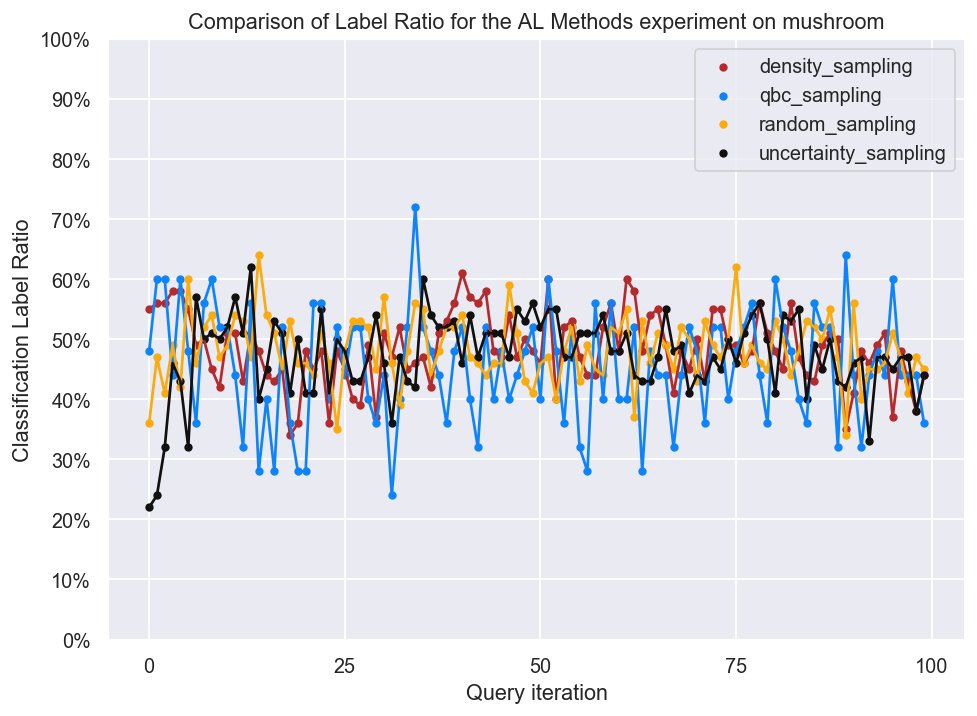 Comparison of Label Ratio for the AL Methods experiment on mushroom
100%
90%
80%
70%
60%
50%
40%
30%
20%
10%
0%
Classification Label Ratio
density_sampling
qbc_sampling
random_sampling
uncertainty_sampling
0
25
50
75
100
Query iteration